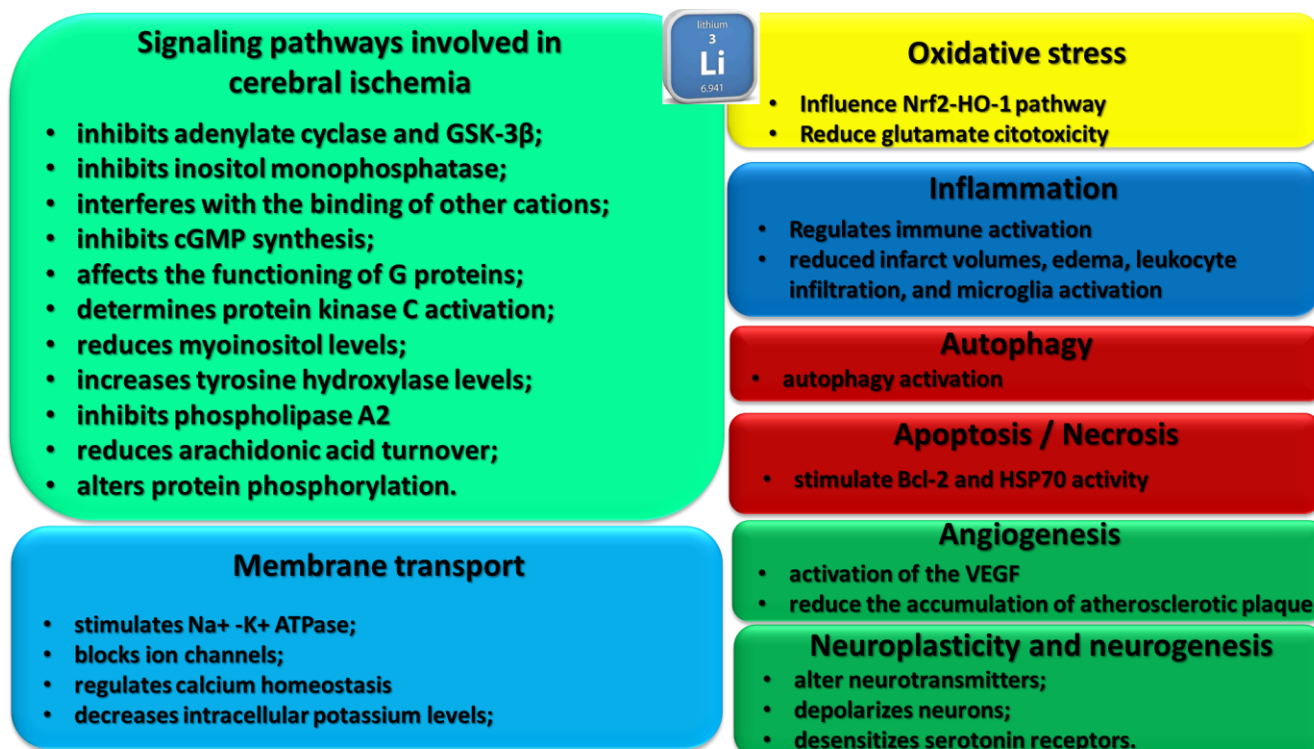 Signaling pathways involved in
cerebral ischemia
• inhibits adenylate cyclase and GSK-3β;
• inhibits inositol monophosphatase;
• interferes with the binding of other cations;
• inhibits cGMP synthesis;
• affects the functioning of G proteins;
• determines protein kinase C activation;
• reduces myoinositol levels;
• increases tyrosine hydroxylase levels;
• inhibits phospholipase A2
• reduces arachidonic acid turnover;
• alters protein phosphorylation.
Membrane transport
• stimulates Na+ -K+ ATPase;
• blocks ion channels;
• regulates calcium homeostasis
• decreases intracellular potassium levels;
lithium
3
Li
6.941
Oxidative stress
• Influence Nrf2-HO-1 pathway
• Reduce glutamate citotoxicity
Inflammation
• Regulates immune activation
• reduced infarct volumes, edema, leukocyte
infiltration, and microglia activation
Autophagy
• autophagy activation
Apoptosis / Necrosis
• stimulate Bcl-2 and HSP70 activity
Angiogenesis
• activation of the VEGF
• reduce the accumulation of atherosclerotic plaque
Neuroplasticity and neurogenesis
• alter neurotransmitters;
• depolarizes neurons;
• desensitizes serotonin receptors.